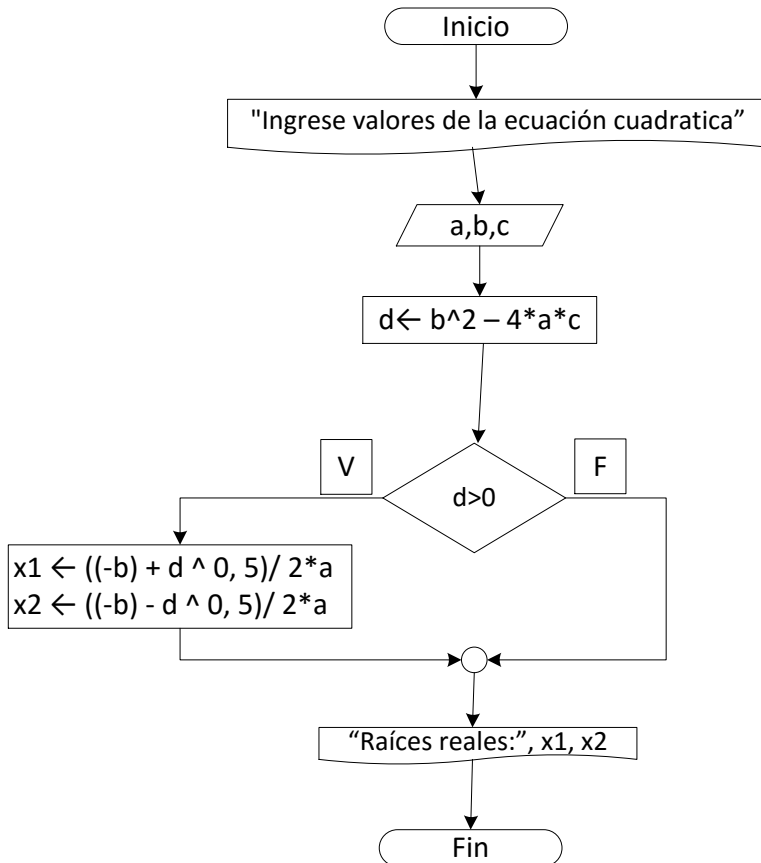 Inicio
"Ingrese valores de la ecuación cuadratica”
a,b,c
d← b^2 – 4*a*c
V
F
d>0
x1 ← ((-b) + d ^ 0, 5)/ 2*a
x2 ← ((-b) - d ^ 0, 5)/ 2*a
“Raíces reales:”, x1, x2
Fin